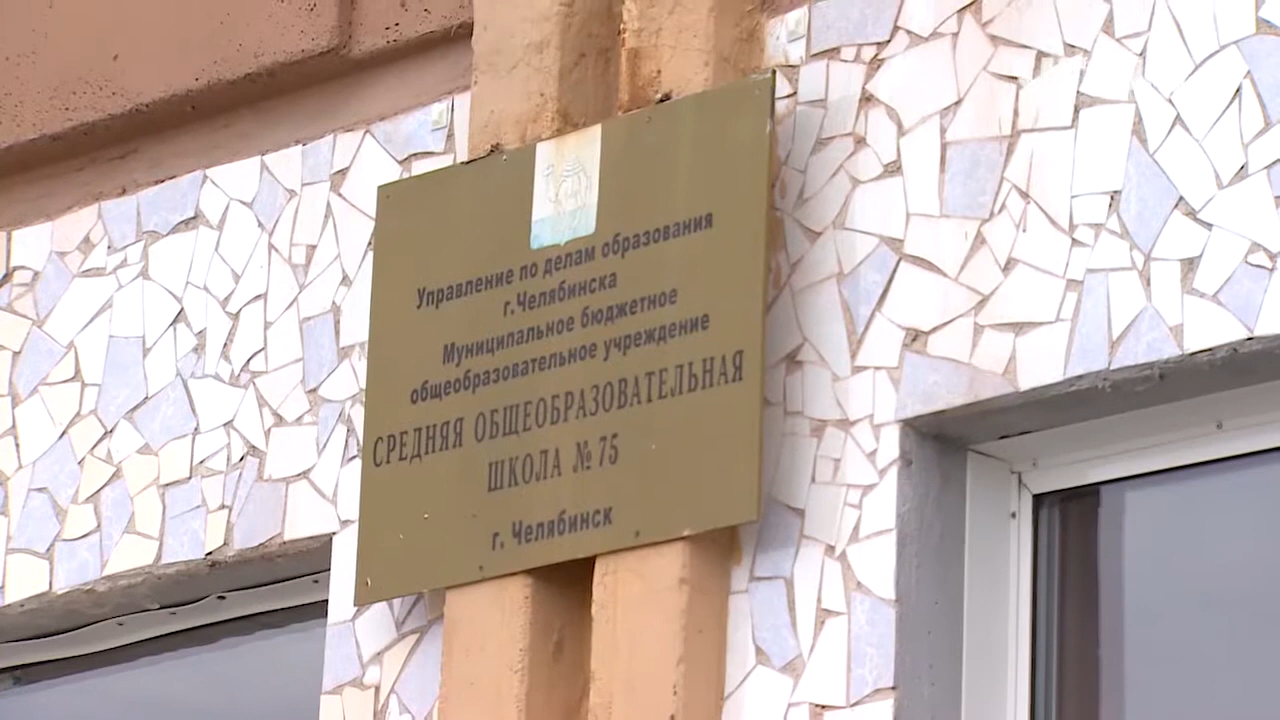 Управление по делам образования
г.Челябинска
Муниципальное бюджетное
общеобразовательное учреждение
СРЕДНЯЯ ОБЩЕОБРАЗОВАТЕЛЬНАЯ
ШКОЛА № 75
г. Челябинск